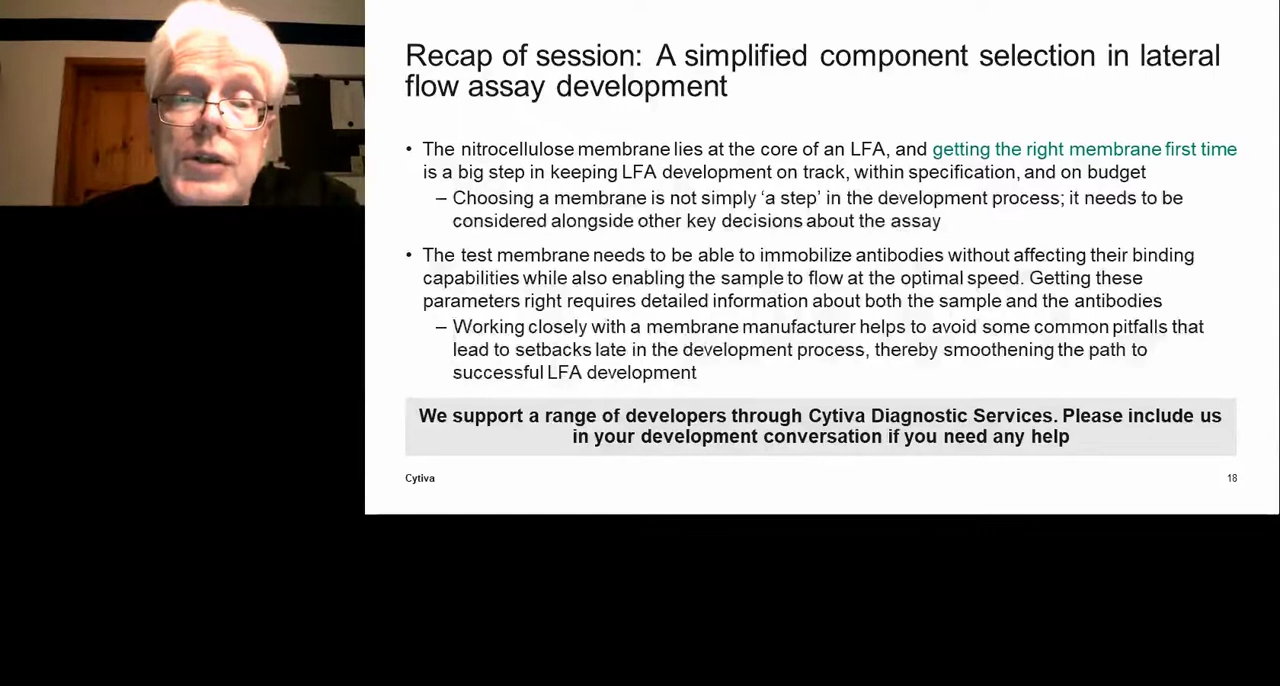 Recap of session: A simplified component selection in lateral
flow assay development
• The nitrocellulose membrane lies at the core of an LFA, and getting the right membrane first time
is a big step in keeping LFA development on track, within specification, and on budget
– Choosing a membrane is not simply ‘a step’ in the development process; it needs to be
considered alongside other key decisions about the assay
• The test membrane needs to be able to immobilize antibodies without affecting their binding
capabilities while also enabling the sample to flow at the optimal speed. Getting these
parameters right requires detailed information about both the sample and the antibodies
– Working closely with a membrane manufacturer helps to avoid some common pitfalls that
lead to setbacks late in the development process, thereby smoothening the path to
successful LFA development
We support a range of developers through Cytiva Diagnostic Services. Please include us
in your development conversation if you need any help
Cytiva
18